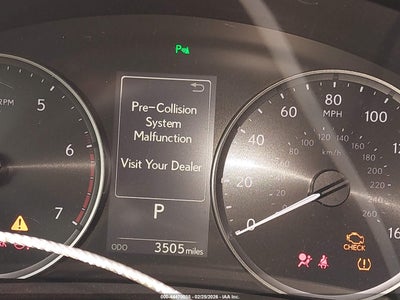 Pre-Collision
System
Malfunction
Visit Your Dealer
P
ODO 3505 miles
RPM
5
6
7
0
20
40
60
80
100
MPH
km/h
CHECK